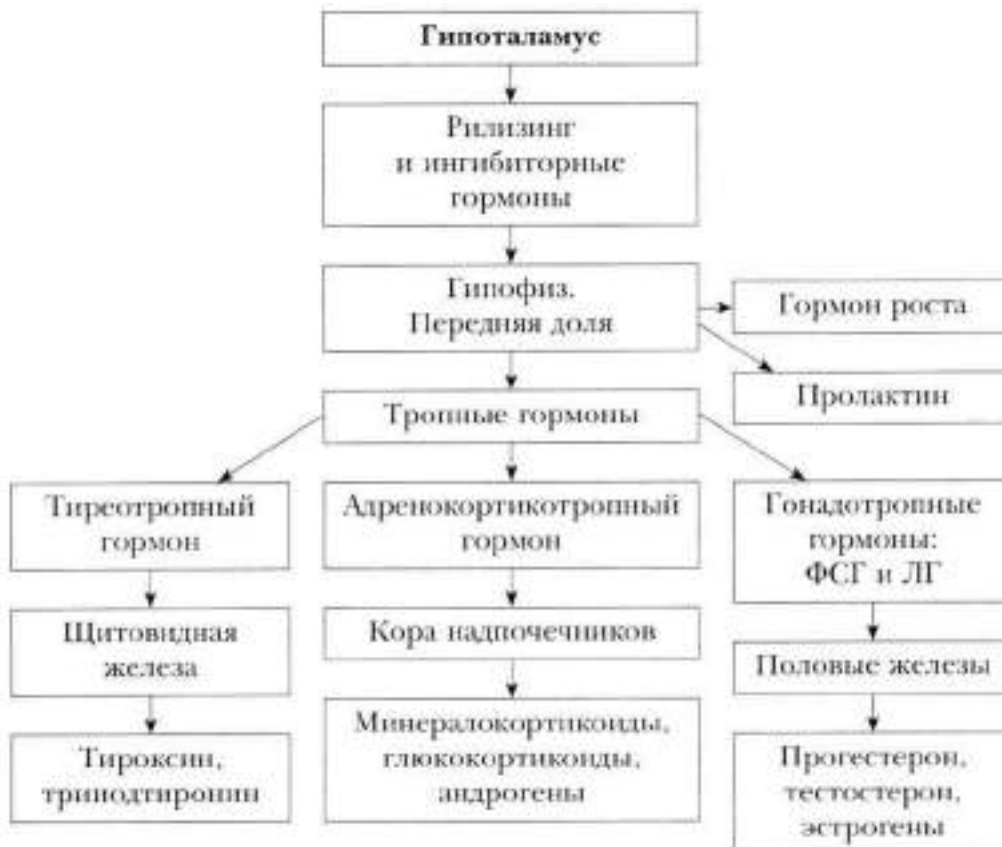 Гипоталамус
Рилизинг
и ингибиторные
гормоны
Гипофиз.
Передняя доля
Гормон роста
Пролактин
Тропные гормоны
Тиреотропный
гормон
Адренокортикотропный
гормон
Гонадотропные
гормоны:
ФСГ и ЛГ
Щитовидная
железа
Кора надпочечников
Половые железы
Тироксин,
трииодтиронин
Минералокортикоиды,
глюкокортикоиды,
андрогены
Прогестерон,
тестостерон,
эстрогены